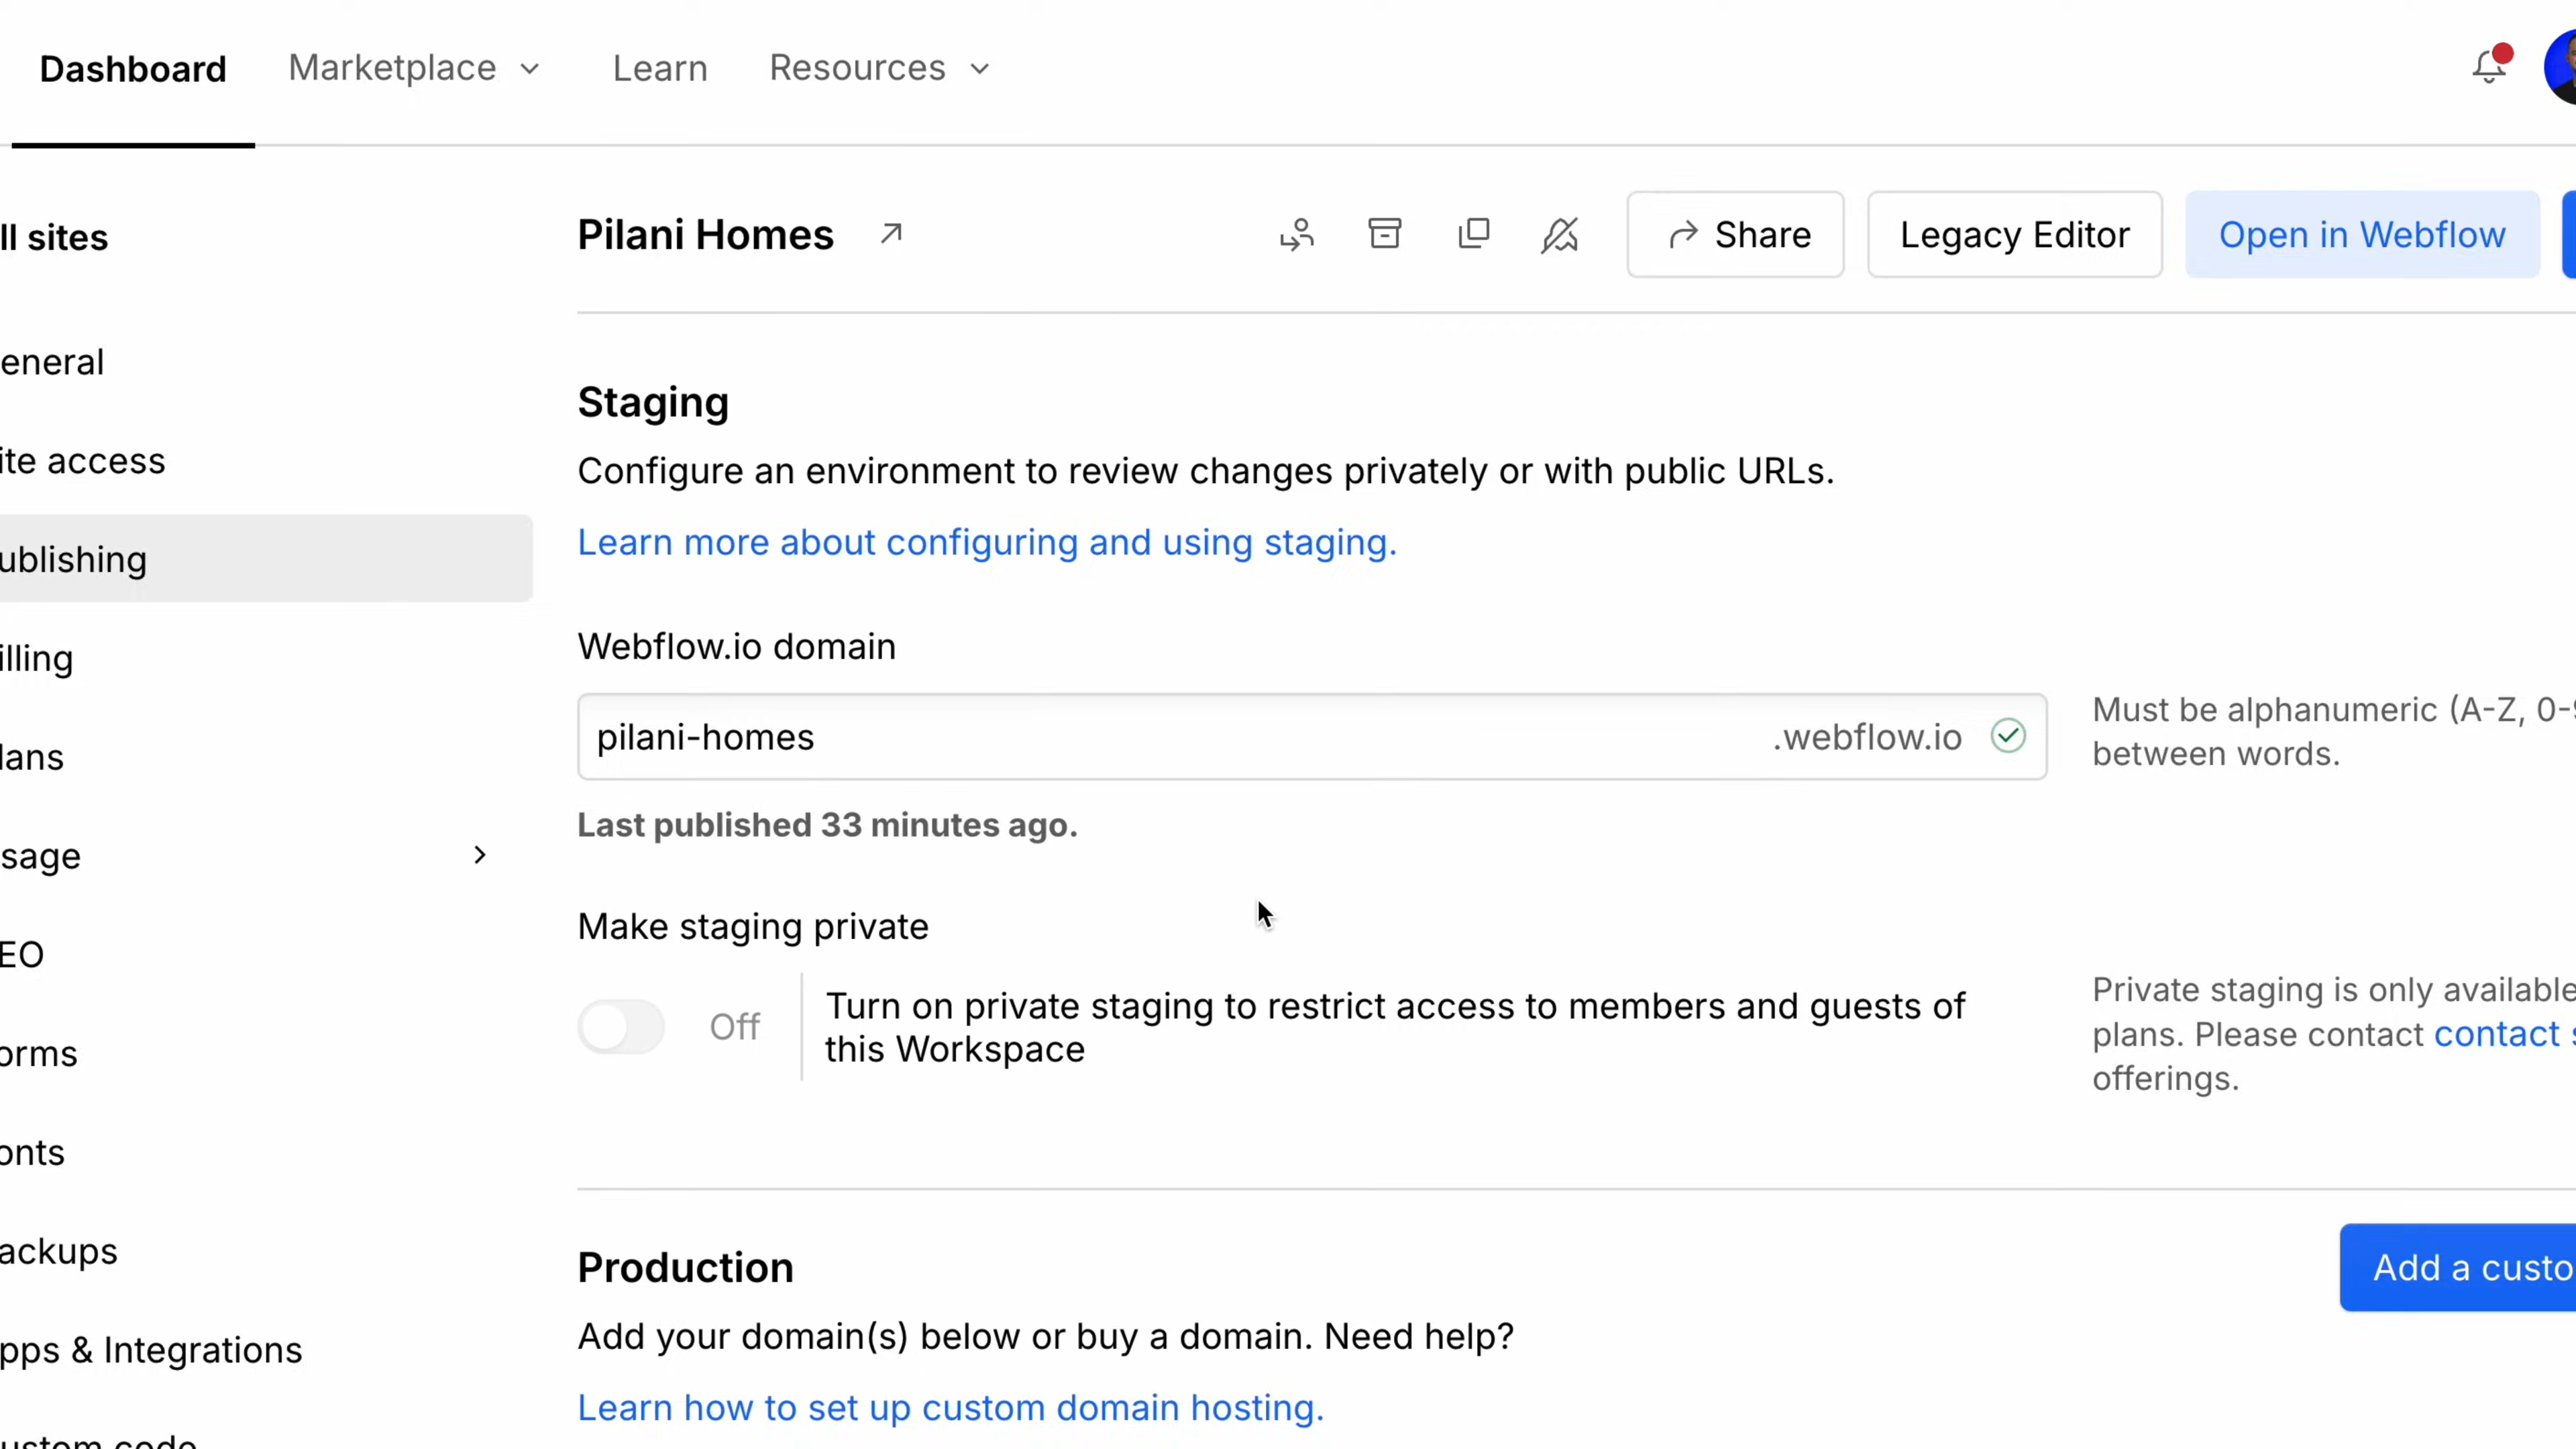 Dashboard
Marketplace
Learn
Resources
ll sites
Pilani Homes
Share
Legacy Editor
Open in Webflow
eneral
ite access
ublishing
illing
lans
sage
EO
orms
onts
ackups
pps & Integrations
ustom code
Staging
Configure an environment to review changes privately or with public URLs.
Learn more about configuring and using staging.
Webflow.io domain
pilani-homes
.webflow.io
Must be alphanumeric (A-Z, 0-9
between words.
Last published 33 minutes ago.
Make staging private
Off
Turn on private staging to restrict access to members and guests of
this Workspace
Private staging is only available
plans. Please contact contact s
offerings.
Production
Add a custo
Add your domain(s) below or buy a domain. Need help?
Learn how to set up custom domain hosting.